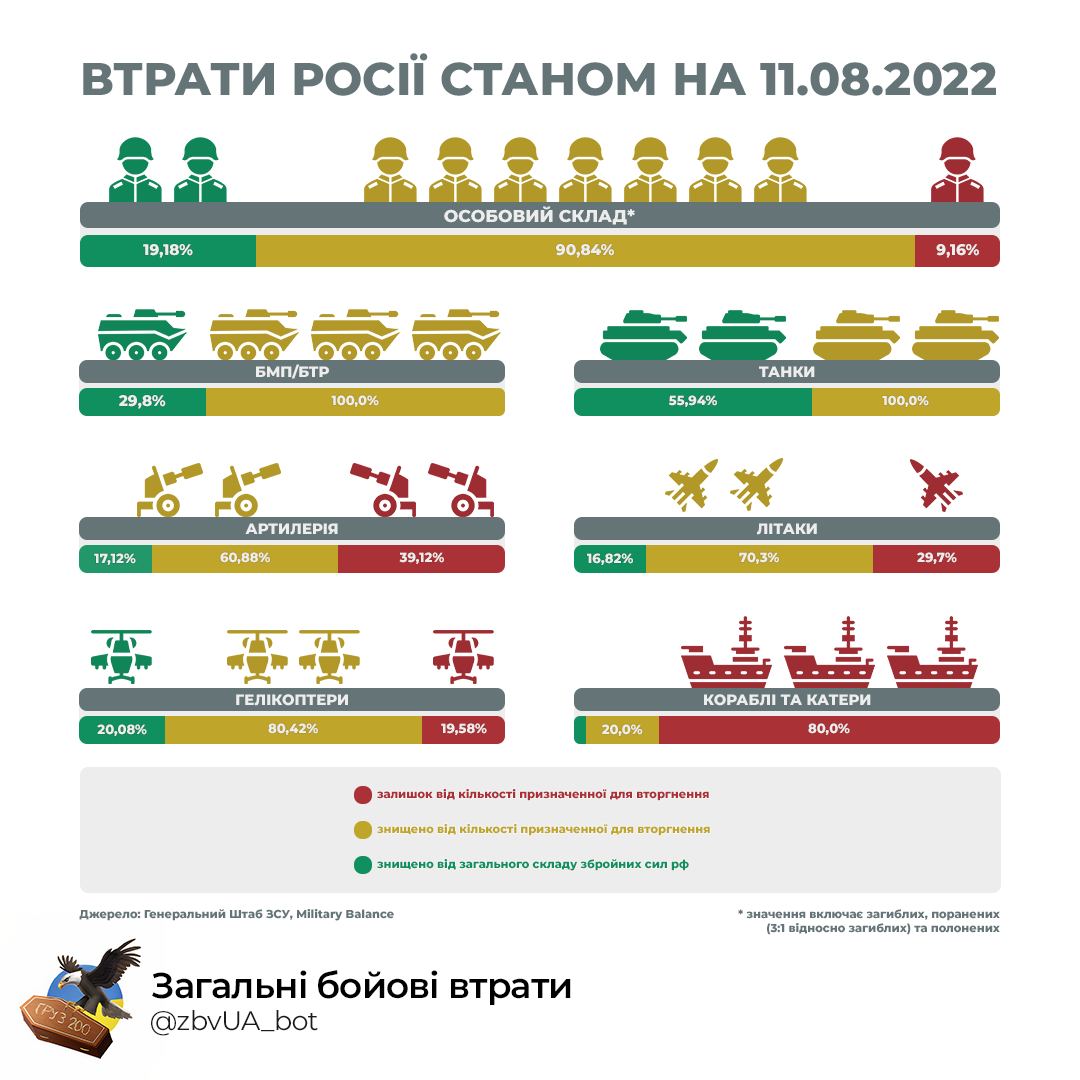 ВТРАТИ РОСІЇ СТАНОМ НА 11.08.2022
ОСОБОВИЙ СКЛАД*
19,18% 90,84% 9,16%
БМП/БТР
29,8% 100,0%
ТАНКИ
55,94% 100,0%
АРТИЛЕРІЯ
17,12% 60,88% 39,12%
ЛІТАКИ
16,82% 70,3% 29,7%
ГЕЛІКОПТЕРИ
20,08% 80,42% 19,58%
КОРАБЛІ ТА КАТЕРИ
20,0% 80,0%
залишок від кількості призначенної для вторгнення
знищено від кількості призначенної для вторгнення
знищено від загального складу збройних сил рф
Джерело: Генеральний Штаб ЗСУ, Military Balance
* значення включає загиблих, поранених
(3:1 відносно загиблих) та полонених
ГРУЗ 200
Загальні бойові втрати
@zbvUA_bot